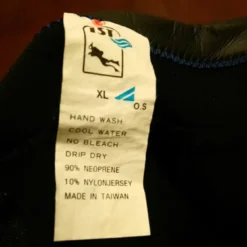 IST
XL
O.S
HAND WASH
COOL WATER
NO BLEACH
DRIP DRY
90% NEOPRENE
10% NYLONJERSEY
MADE IN TAIWAN